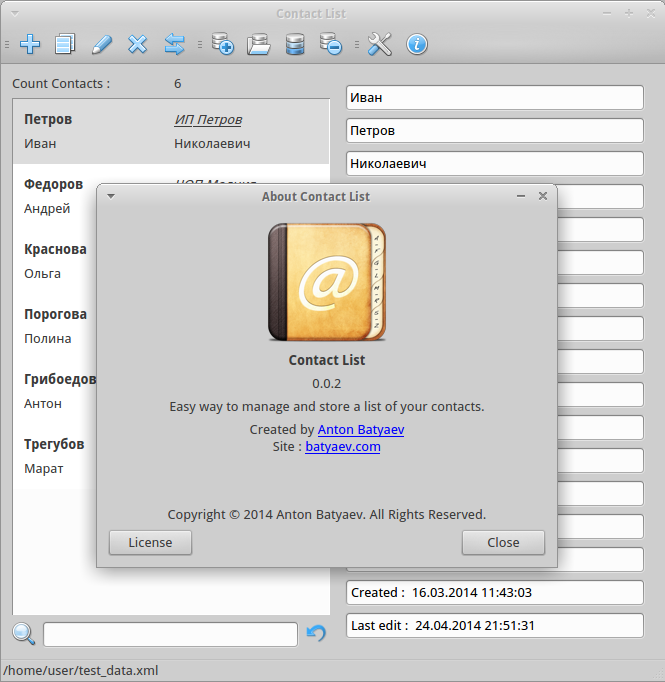 Contact List
Count Contacts : 6
Петров ИП Петров
Иван Николаевич
Федоров
Андрей
Краснова
Ольга
Порогова
Полина
Грибоедов
Антон
Трегубов
Марат
Иван
Петров
Николаевич
Created : 16.03.2014 11:43:03
Last edit : 24.04.2014 21:51:31
/home/user/test_data.xml
About Contact List
@
Contact List
0.0.2
Easy way to manage and store a list of your contacts.
Created by Anton Batyaev
Site : batyaev.com
Copyright © 2014 Anton Batyaev. All Rights Reserved.
License Close